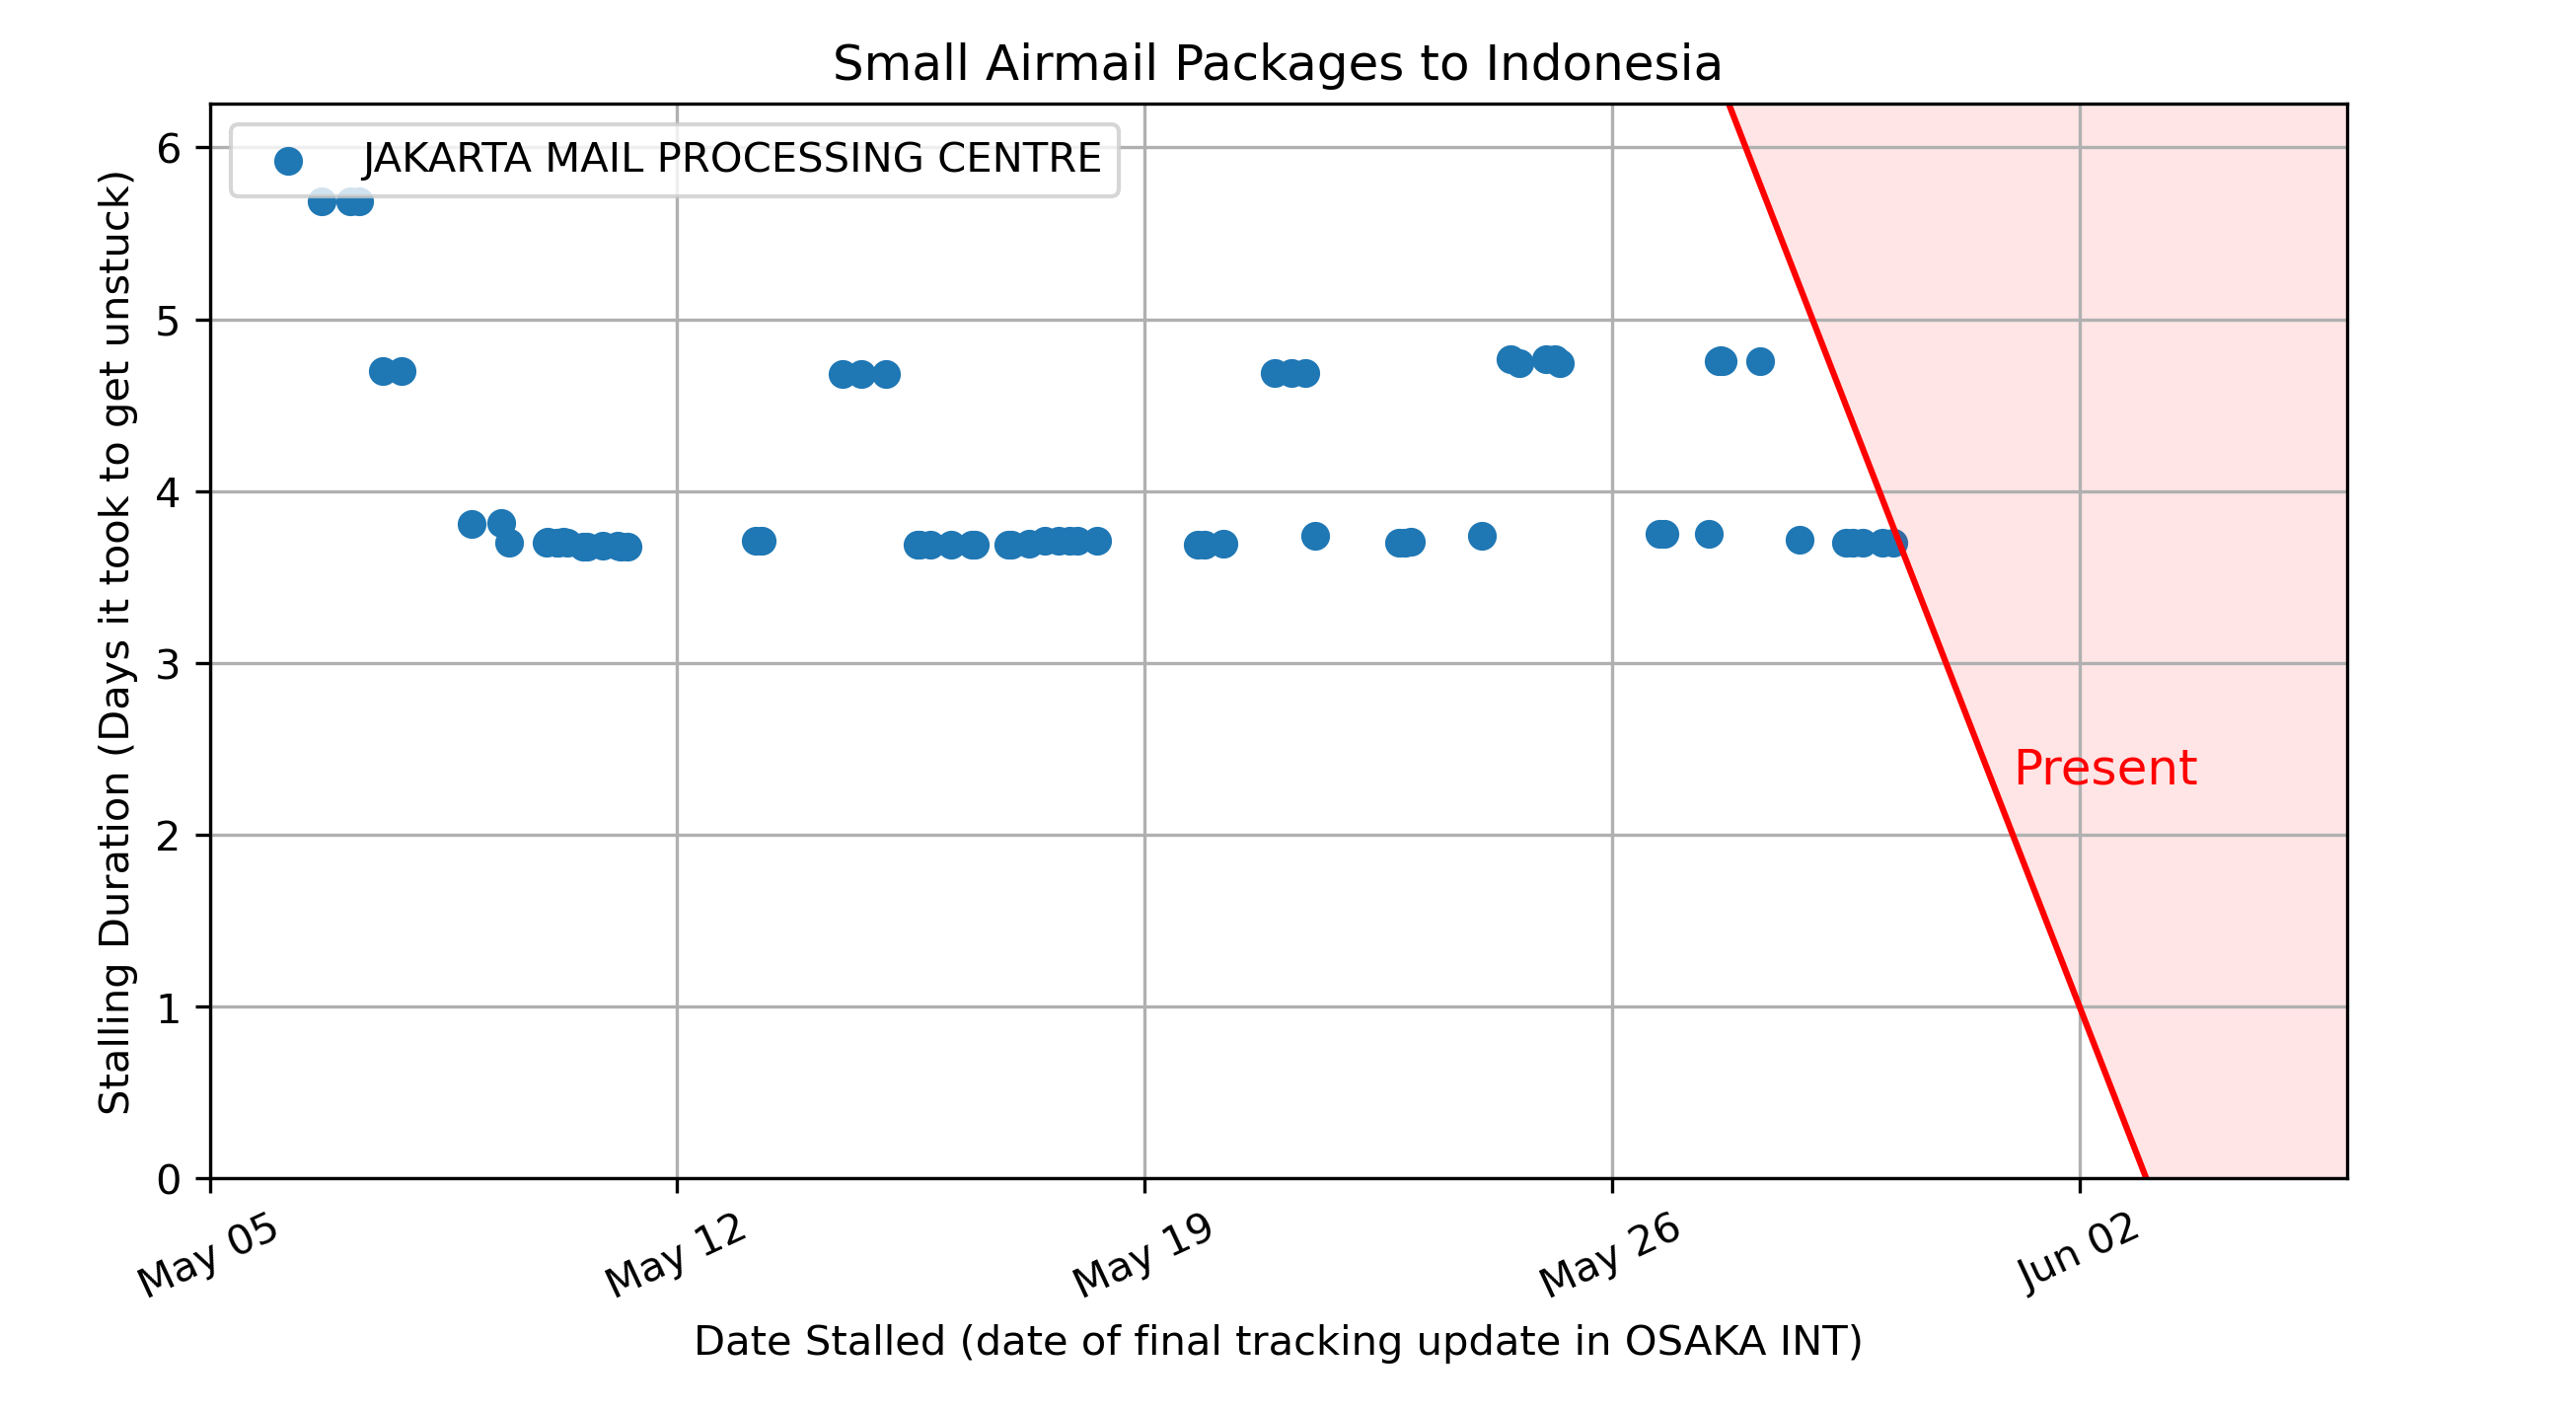 Small Airmail Packages to Indonesia
JAKARTA MAIL PROCESSING CENTRE
Stalling Duration (Days it took to get unstuck)
6
5
4
3
2
1
0
Present
May 05
May 12
May 19
May 26
Jun 02
Date Stalled (date of final tracking update in OSAKA INT)